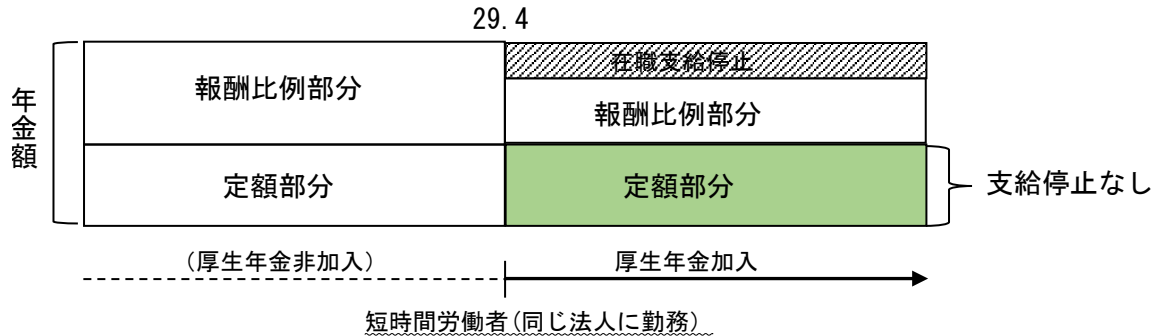 29.4
年金額
報酬比例部分
在職支給停止
報酬比例部分
定額部分
定額部分
支給停止なし
(厚生年金非加入)
厚生年金加入
短時間労働者(同じ法人に勤務)